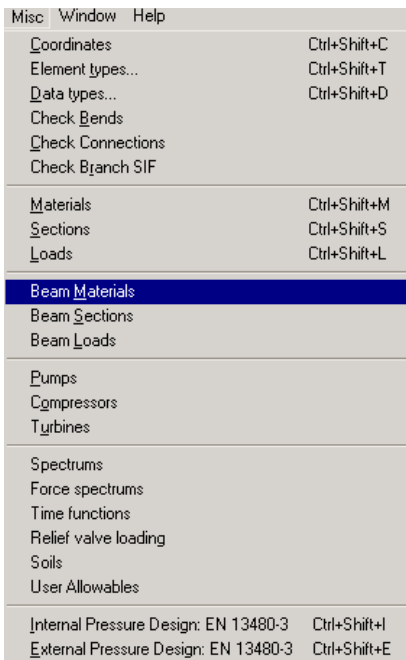 Misc Window Help
Coordinates Ctrl+Shift+C
Element types... Ctrl+Shift+T
Data types... Ctrl+Shift+D
Check Bends
Check Connections
Check Branch SIF
Materials Ctrl+Shift+M
Sections Ctrl+Shift+S
Loads Ctrl+Shift+L
Beam Materials
Beam Sections
Beam Loads
Pumps
Compressors
Turbines
Spectrums
Force spectrums
Time functions
Relief valve loading
Soils
User Allowables
Internal Pressure Design: EN 13480-3 Ctrl+Shift+I
External Pressure Design: EN 13480-3 Ctrl+Shift+E